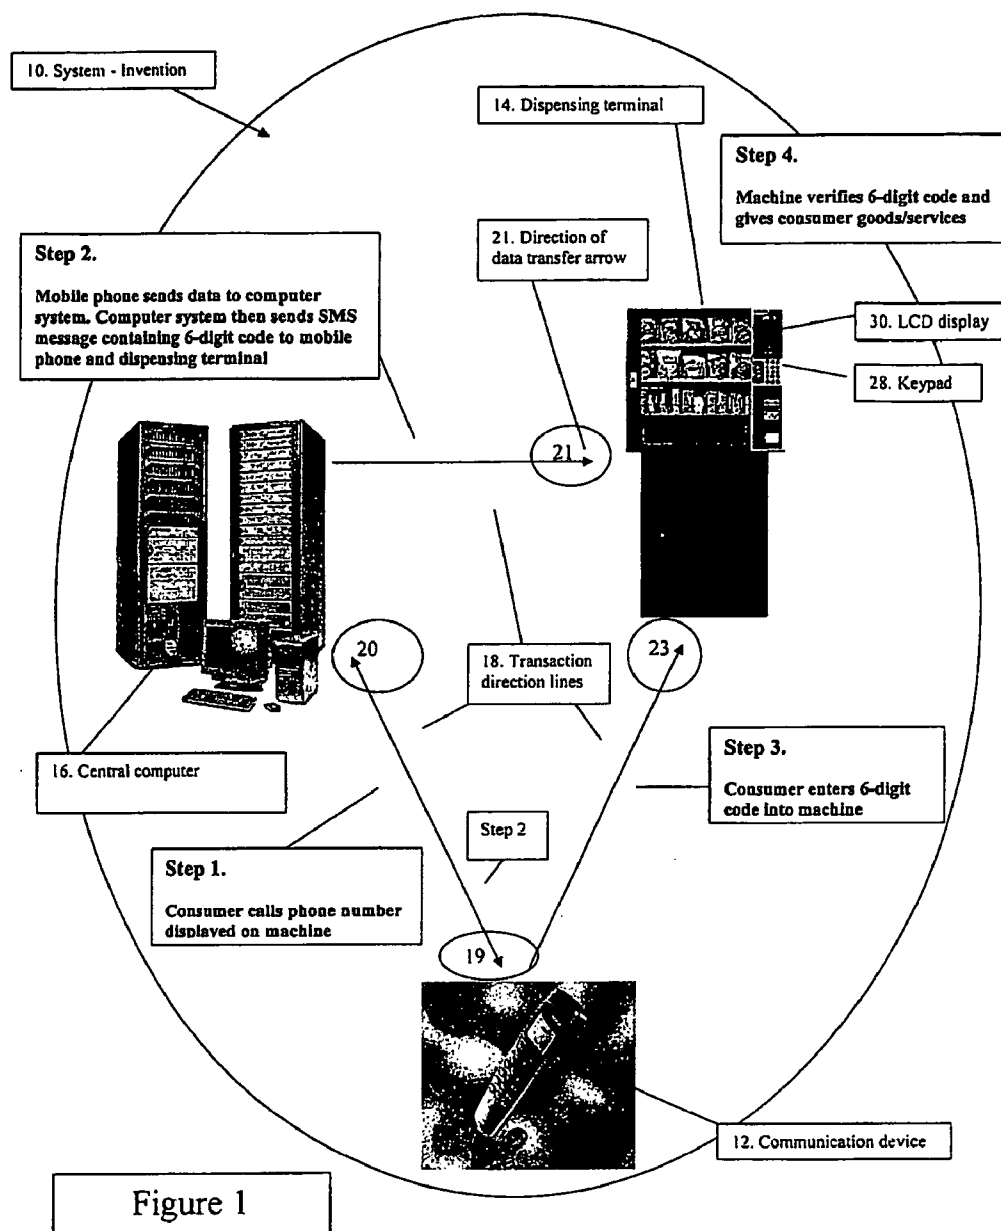 10. System - Invention
14. Dispensing terminal
Step 4.
Machine verifies 6-digit code and
gives consumer goods/services
21. Direction of
data transfer arrow
Step 2.
Mobile phone sends data to computer
system. Computer system then sends SMS
message containing 6-digit code to mobile
phone and dispensing terminal
30. LCD display
28. Keypad
21
20
23
18. Transaction
direction lines
16. Central computer
Step 3.
Consumer enters 6-digit
code into machine
Step 2
Step 1.
Consumer calls phone number
displayed on machine
19
12. Communication device
Figure 1